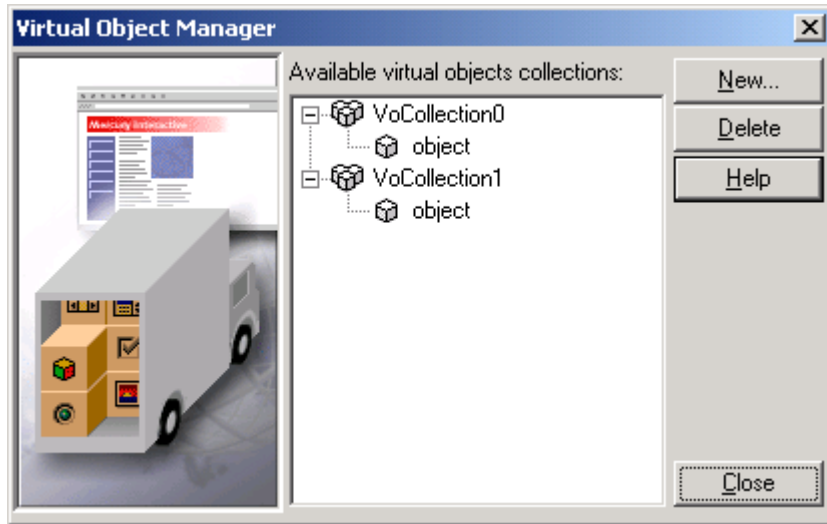 Virtual Object Manager
Mercury Interactive
Available virtual objects collections:
VoCollection0
object
VoCollection1
object
New...
Delete
Help
Close